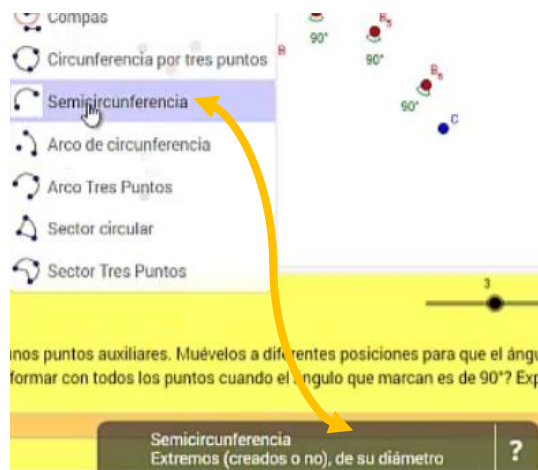 Compás
Circunferencia por tres puntos
Semicircunferencia
Arco de circunferencia
Arco Tres Puntos
Sector circular
Sector Tres Puntos
B
90°
B₅
90°
90°
C
3
nos puntos auxiliares. Muévelos a diferentes posiciones para que el
formar con todos los puntos cuando el ángulo que marcan es de 90°?
Semicircunferencia
Extremos (creados o no), de su diámetro
?